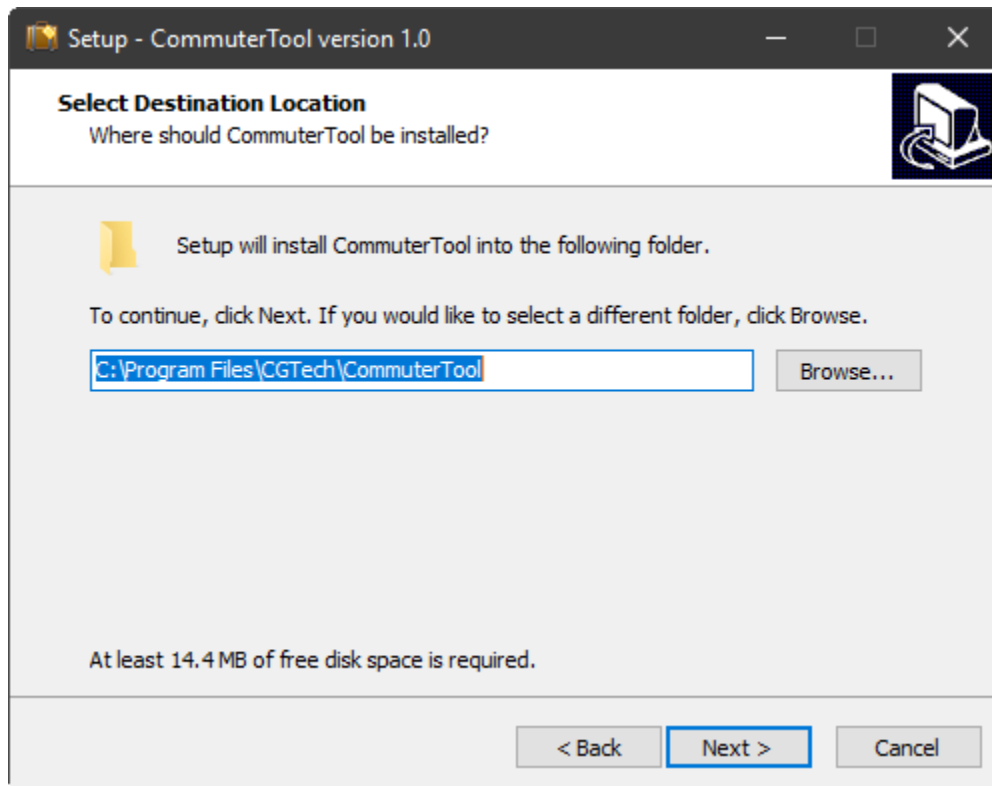 Setup - CommuterTool version 1.0
Select Destination Location
Where should CommuterTool be installed?
Setup will install CommuterTool into the following folder.
To continue, click Next. If you would like to select a different folder, click Browse.
C:\Program Files\CGTech\CommuterTool
Browse...
At least 14.4 MB of free disk space is required.
< Back
Next >
Cancel